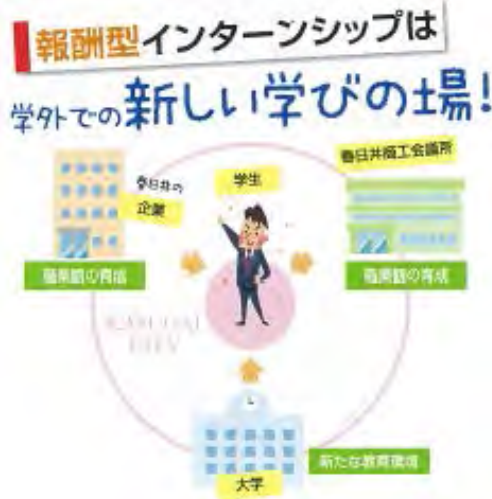 報酬型インターンシップは
学外での新しい学びの場!
春日井商工会議所
学生
春日井の
企業
職業観の育成
職業観の育成
新たな教育環境
大学